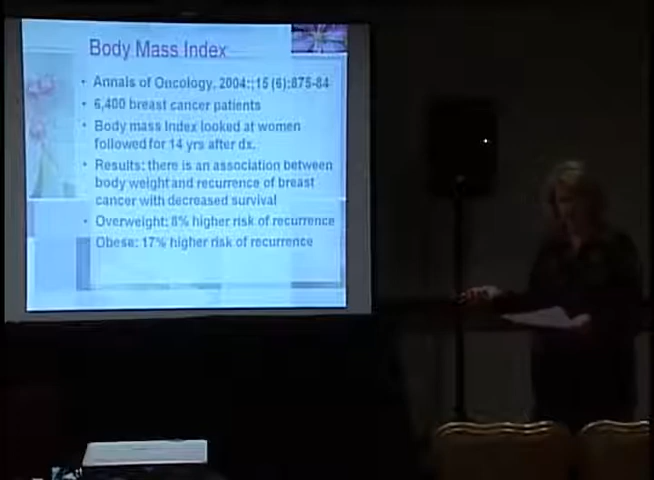 Body Mass Index
• Annals of Oncology. 2004:;15 (6):875-84
• 6,400 breast cancer patients
• Body mass Index looked at women
followed for 14 yrs after dx.
• Results: there is an association between
body weight and recurrence of breast
cancer with decreased survival
• Overweight: 8% higher risk of recurrence
Obese: 17% higher risk of recurrence